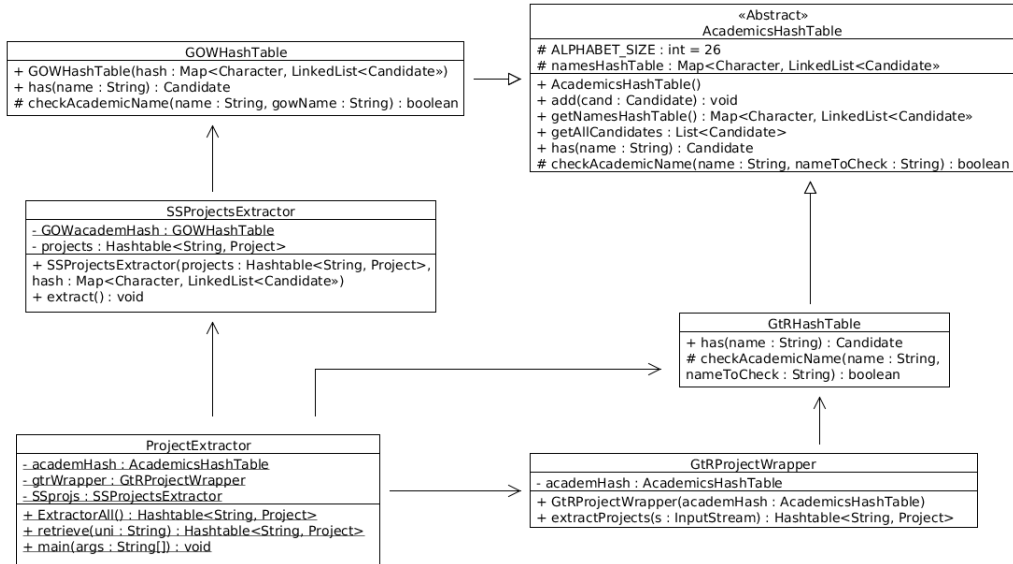 GOWHashTable
+ GOWHashTable(hash : Map<Character, LinkedList<Candidate»)
+ has(name : String) : Candidate
# checkAcademicName(name : String, gowName : String) : boolean
«Abstract»
AcademicsHashTable
# ALPHABET_SIZE : int = 26
# namesHashTable : Map<Character, LinkedList<Candidate»
+ AcademicsHashTable()
+ add(cand : Candidate) : void
+ getNamesHashTable() : Map<Character, LinkedList<Candidate»
+ getAllCandidates : List<Candidate>
+ has(name : String) : Candidate
# checkAcademicName(name : String, nameToCheck : String) : boolean
SSProjectsExtractor
- GOWacademHash : GOWHashTable
- projects : Hashtable<String, Project>
+ SSProjectsExtractor(projects : Hashtable<String, Project>,
hash : Map<Character, LinkedList<Candidate»)
+ extract() : void
GtRHashTable
+ has(name : String) : Candidate
# checkAcademicName(name : String,
nameToCheck : String) : boolean
ProjectExtractor
- academHash : AcademicsHashTable
- gtrWrapper : GtRProjectWrapper
- SSprojs : SSProjectsExtractor
+ ExtractorAll() : Hashtable<String, Project>
+ retrieve(uni : String) : Hashtable<String, Project>
+ main(args : String[]) : void
GtRProjectWrapper
- academHash : AcademicsHashTable
+ GtRProjectWrapper(academHash : AcademicsHashTable)
+ extractProjects(s : InputStream) : Hashtable<String, Project>